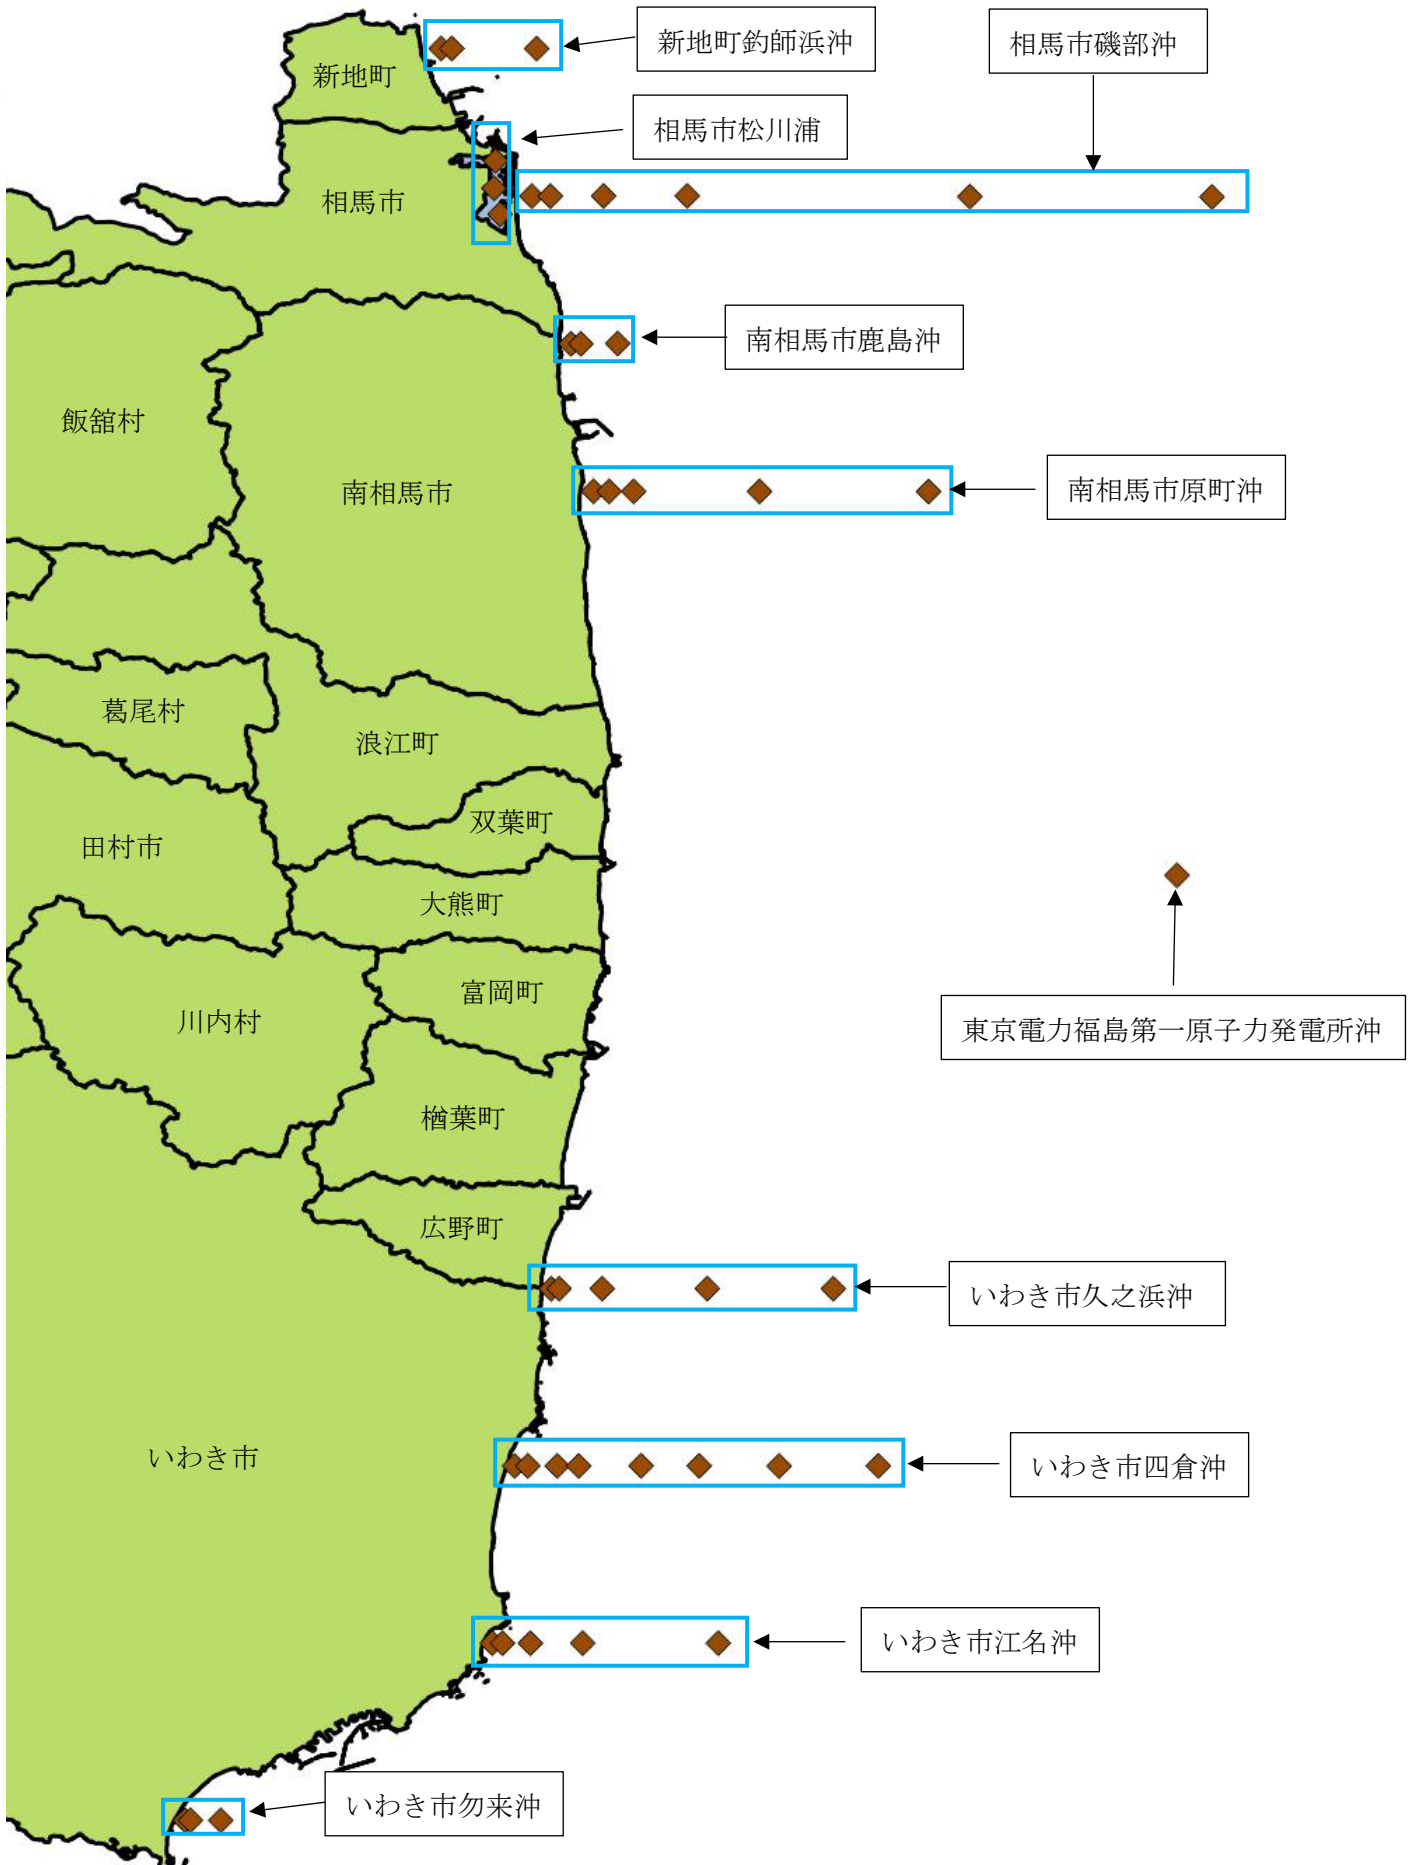 新地町釣師浜沖
相馬市磯部沖
新地町
相馬市松川浦
相馬市
南相馬市鹿島沖
飯舘村
南相馬市
南相馬市原町沖
葛尾村
浪江町
双葉町
田村市
大熊町
富岡町
川内村
東京電力福島第一原子力発電所沖
楢葉町
広野町
いわき市久之浜沖
いわき市
いわき市四倉沖
いわき市江名沖
いわき市勿来沖